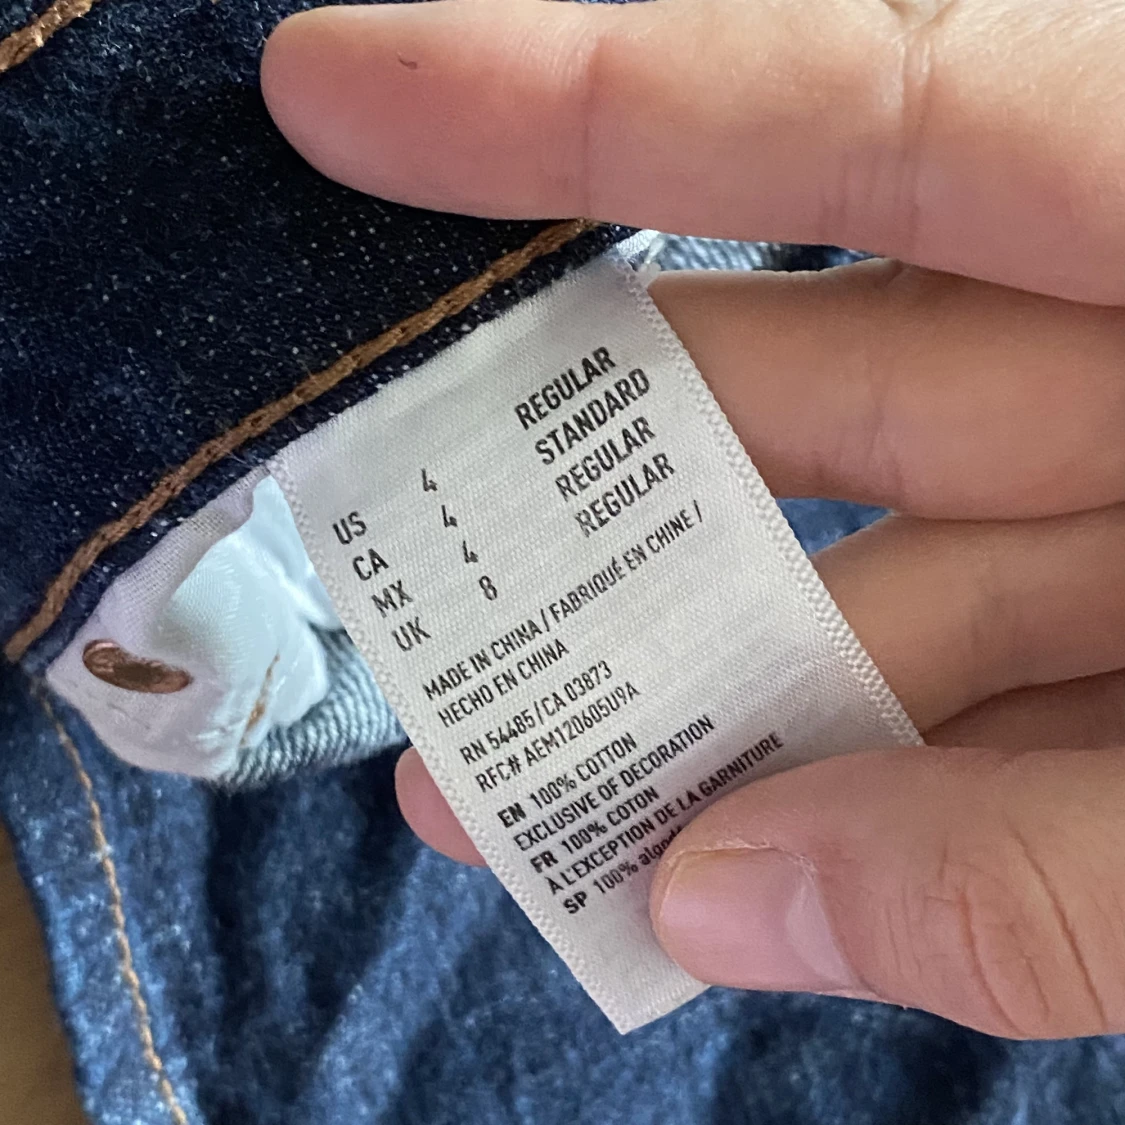 US 4 REGULAR
CA 4 STANDARD
MX 4 REGULAR
UK 8 REGULAR
MADE IN CHINA / FABRIQUÉ EN CHINE /
HECHO EN CHINA
RN 54485 / CA 03873
RFC# AEM120605U9A
EN 100% COTTON
EXCLUSIVE OF DECORATION
FR 100% COTON
À L'EXCEPTION DE LA GARNITURE
SP 100%